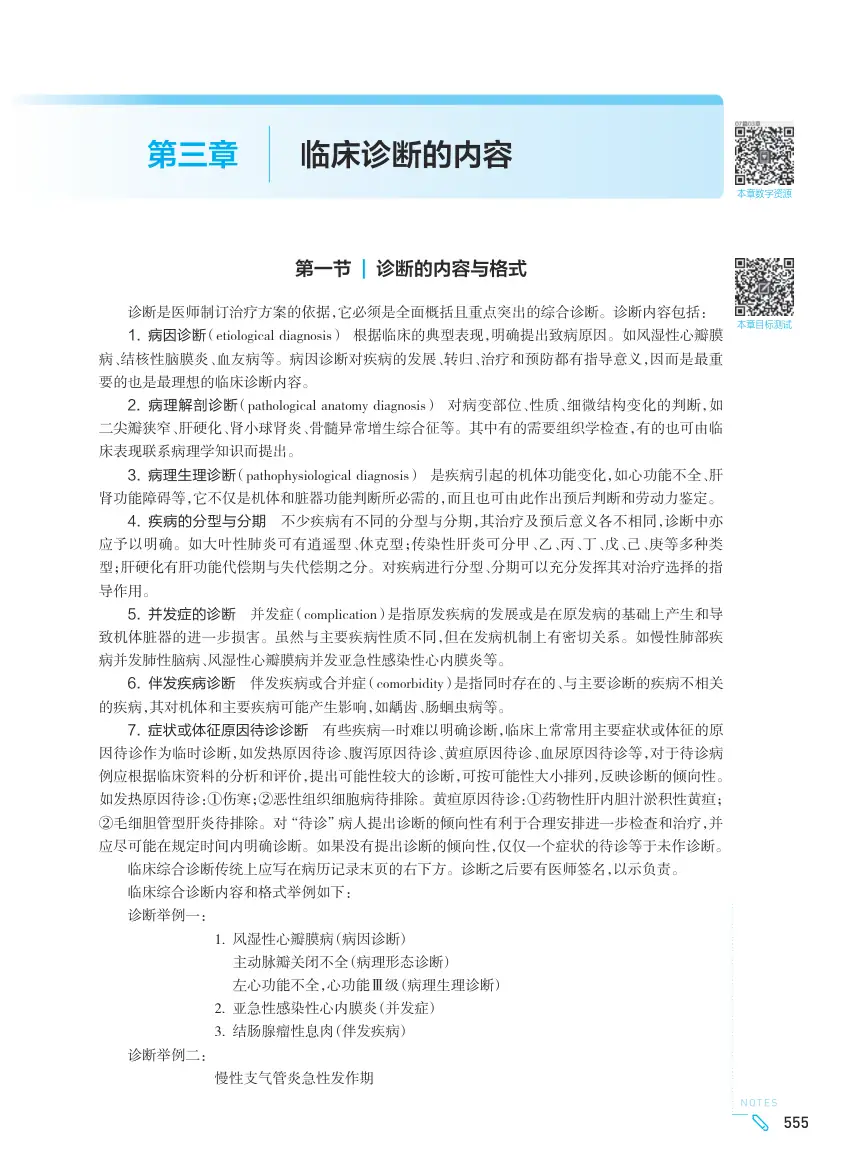 第三章
临床诊断的内容
07篇03章
本章数字资源
第一节 | 诊断的内容与格式
本章目标测试
诊断是医师制订治疗方案的依据,它必须是全面概括且重点突出的综合诊断。诊断内容包括:
1. 病因诊断(etiological diagnosis) 根据临床的典型表现,明确提出致病原因。如风湿性心瓣膜
病、结核性脑膜炎、血友病等。病因诊断对疾病的发展、转归、治疗和预防都有指导意义,因而是最重
要的也是最理想的临床诊断内容。
2. 病理解剖诊断(pathological anatomy diagnosis) 对病变部位、性质、细微结构变化的判断,如
二尖瓣狭窄、肝硬化、肾小球肾炎、骨髓异常增生综合征等。其中有的需要组织学检查,有的也可由临
床表现联系病理学知识而提出。
3. 病理生理诊断(pathophysiological diagnosis) 是疾病引起的机体功能变化,如心功能不全、肝
肾功能障碍等,它不仅是机体和脏器功能判断所必需的,而且也可由此作出预后判断和劳动力鉴定。
4. 疾病的分型与分期 不少疾病有不同的分型与分期,其治疗及预后意义各不相同,诊断中亦
应予以明确。如大叶性肺炎可有逍遥型、休克型;传染性肝炎可分甲、乙、丙、丁、戊、己、庚等多种类
型;肝硬化有肝功能代偿期与失代偿期之分。对疾病进行分型、分期可以充分发挥其对治疗选择的指
导作用。
5. 并发症的诊断 并发症(complication)是指原发疾病的发展或是在原发病的基础上产生和导
致机体脏器的进一步损害。虽然与主要疾病性质不同,但在发病机制上有密切关系。如慢性肺部疾
病并发肺性脑病、风湿性心瓣膜病并发亚急性感染性心内膜炎等。
6. 伴发疾病诊断 伴发疾病或合并症(comorbidity)是指同时存在的、与主要诊断的疾病不相关
的疾病,其对机体和主要疾病可能产生影响,如龋齿、肠蛔虫病等。
7. 症状或体征原因待诊诊断 有些疾病一时难以明确诊断,临床上常常用主要症状或体征的原
因待诊作为临时诊断,如发热原因待诊、腹泻原因待诊、黄疸原因待诊、血尿原因待诊等,对于待诊病
例应根据临床资料的分析和评价,提出可能性较大的诊断,可按可能性大小排列,反映诊断的倾向性。
如发热原因待诊:①伤寒;②恶性组织细胞病待排除。黄疸原因待诊:①药物性肝内胆汁淤积性黄疸;
②毛细胆管型肝炎待排除。对“待诊”病人提出诊断的倾向性有利于合理安排进一步检查和治疗,并
应尽可能在规定时间内明确诊断。如果没有提出诊断的倾向性,仅仅一个症状的待诊等于未作诊断。
临床综合诊断传统上应写在病历记录末页的右下方。诊断之后要有医师签名,以示负责。
临床综合诊断内容和格式举例如下:
诊断举例一:
1. 风湿性心瓣膜病(病因诊断)
主动脉瓣关闭不全(病理形态诊断)
左心功能不全,心功能Ⅲ级(病理生理诊断)
2. 亚急性感染性心内膜炎(并发症)
3. 结肠腺瘤性息肉(伴发疾病)
诊断举例二:
慢性支气管炎急性发作期
NOTES
555